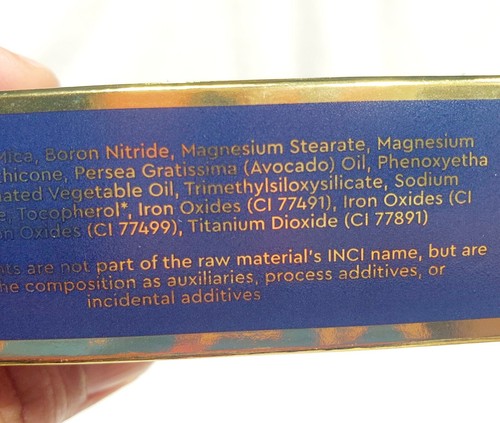 Mica, Boron Nitride, Magnesium Stearate, Magnesium
hicone, Persea Gratissima (Avocado) Oil, Phenoxyetha
ated Vegetable Oil, Trimethylsiloxysilicate, Sodium
e, Tocopherol*, Iron Oxides (CI 77491), Iron Oxides (CI
n Oxides (CI 77499), Titanium Dioxide (CI 77891)
ts are not part of the raw material's INCI name, but are
he composition as auxiliaries, process additives, or
incidental additives